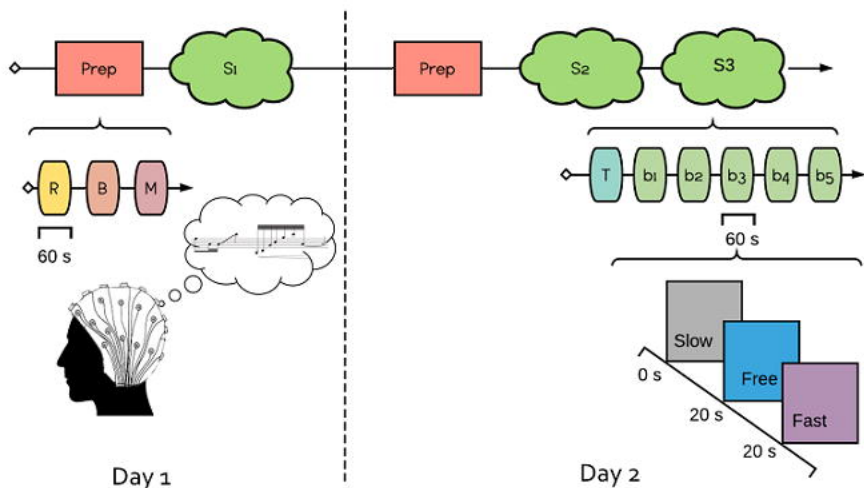 Prep
S1
Prep
S2
S3
R
B
M
60 s
T
b1
b2
b3
b4
b5
60 s
Slow
Free
Fast
0 s
20 s
20 s
Day 1
Day 2